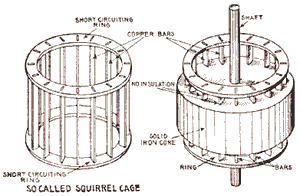 SHORT CIRCUITING
RING
COPPER BARS
SHAFT
NO INSULATION
SOLID
IRON CORE
SHORT CIRCUITING
RING
RING
BARS
SO CALLED SQUIRREL CAGE